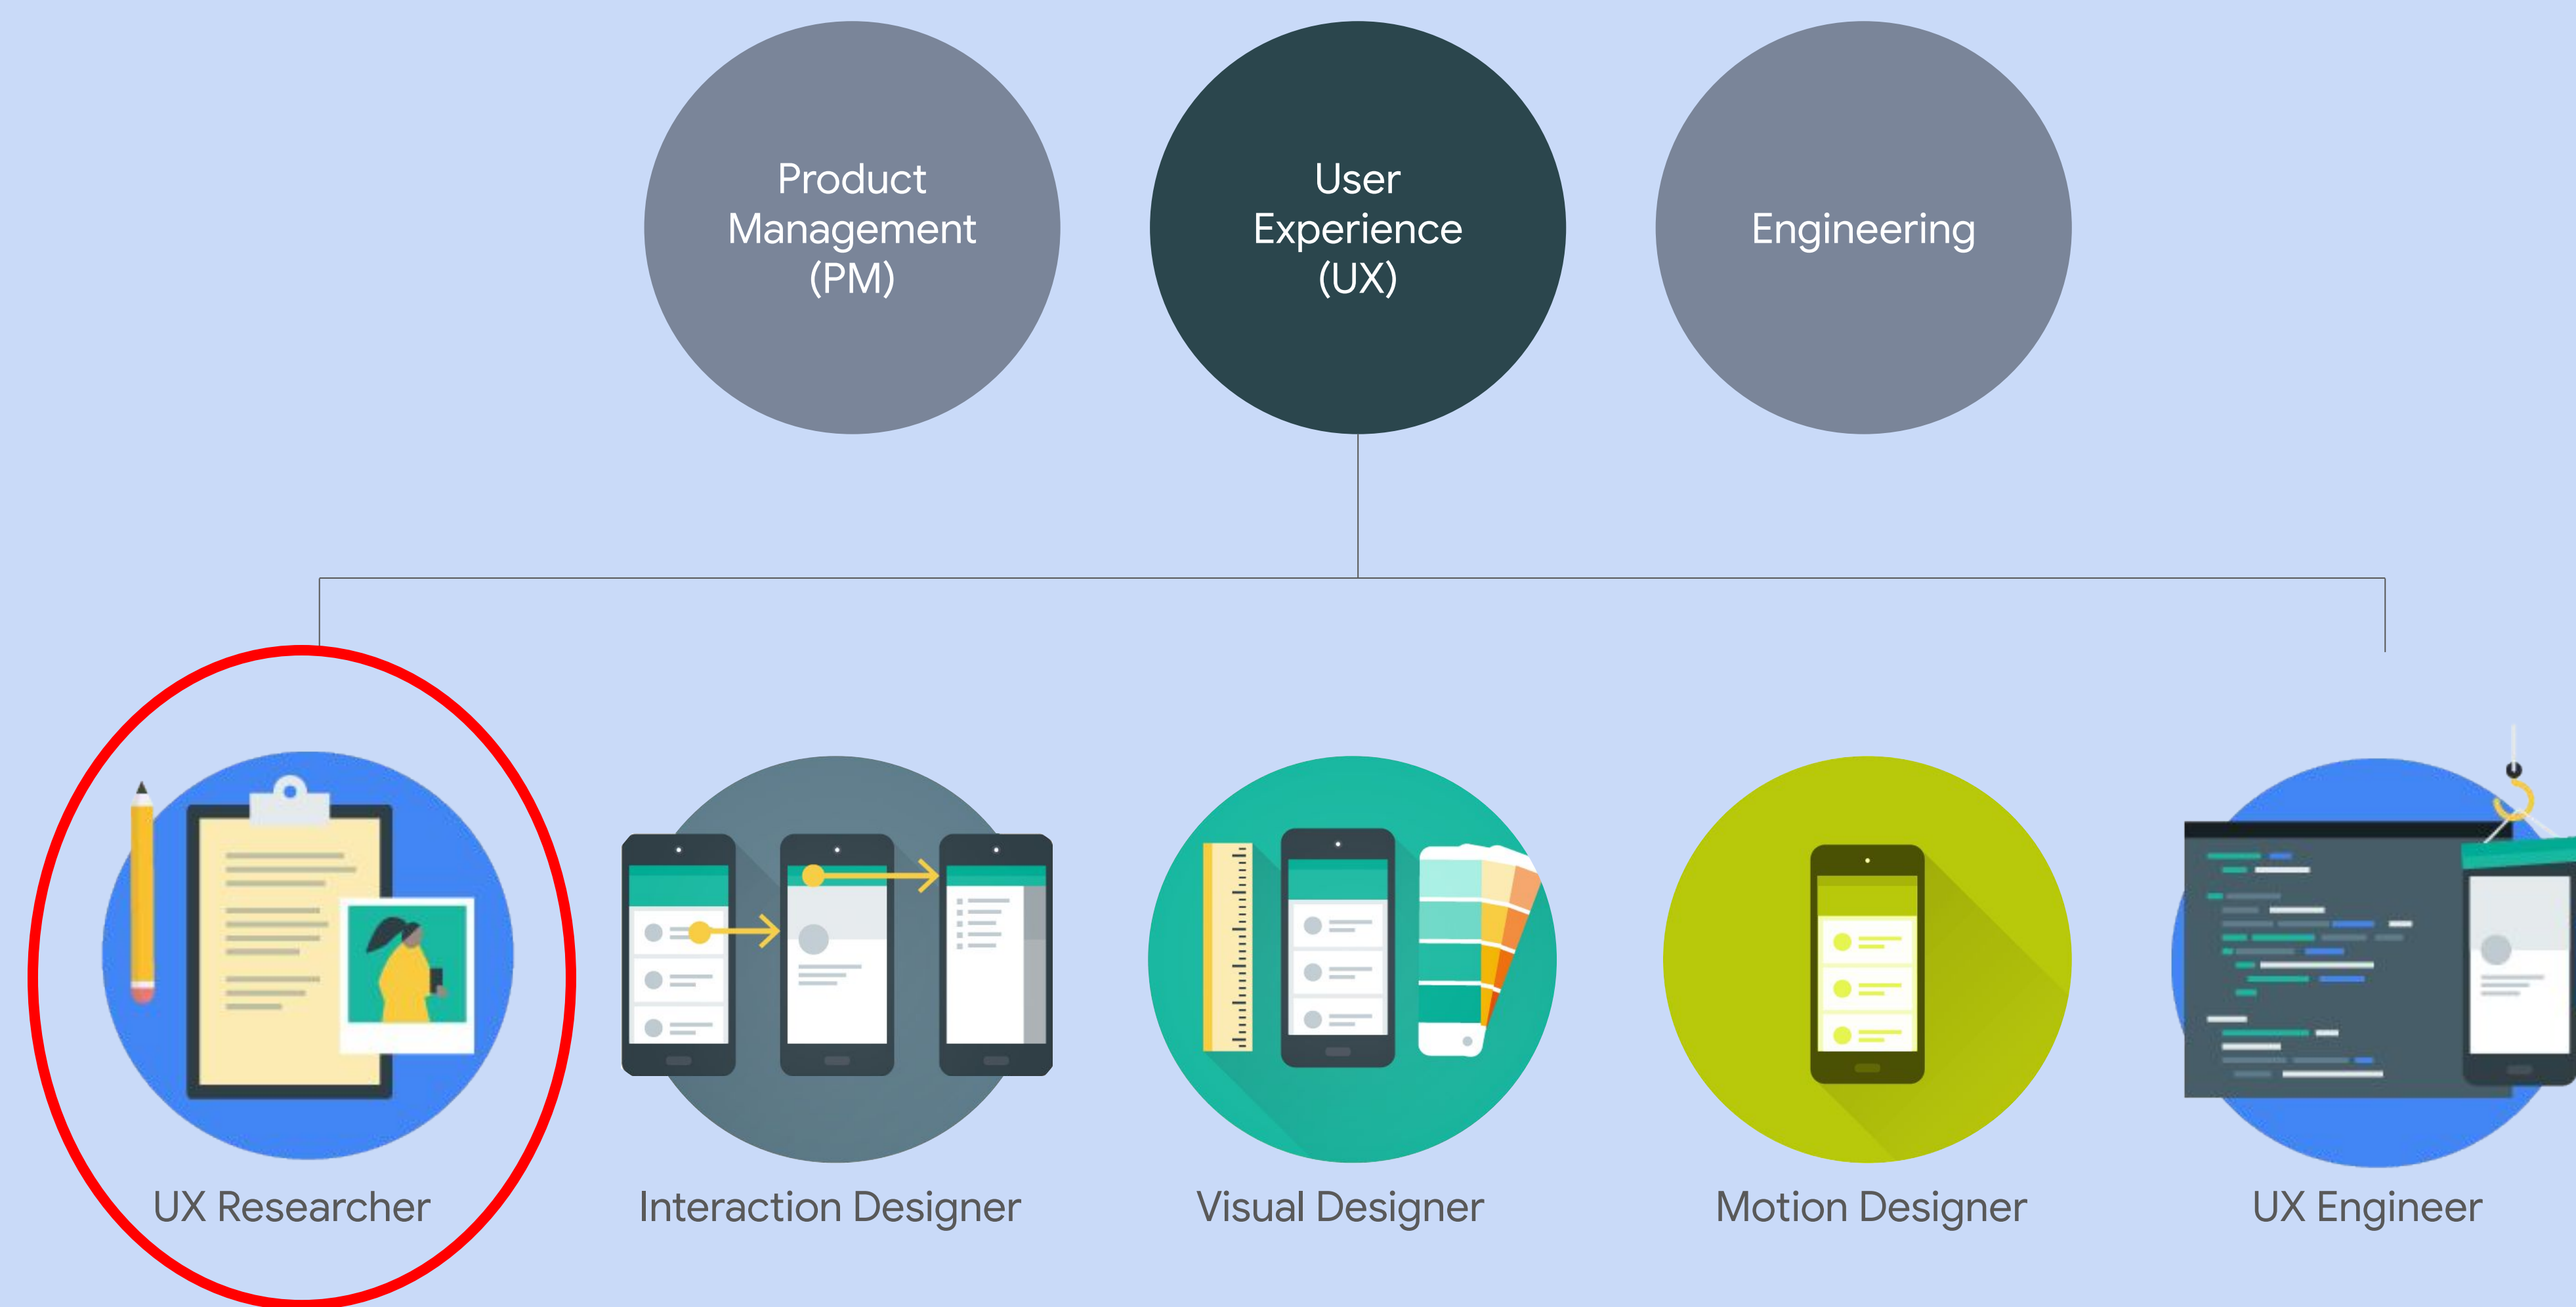 Product
Management
(PM)
User
Experience
(UX)
Engineering
UX Researcher
Interaction Designer
Visual Designer
Motion Designer
UX Engineer